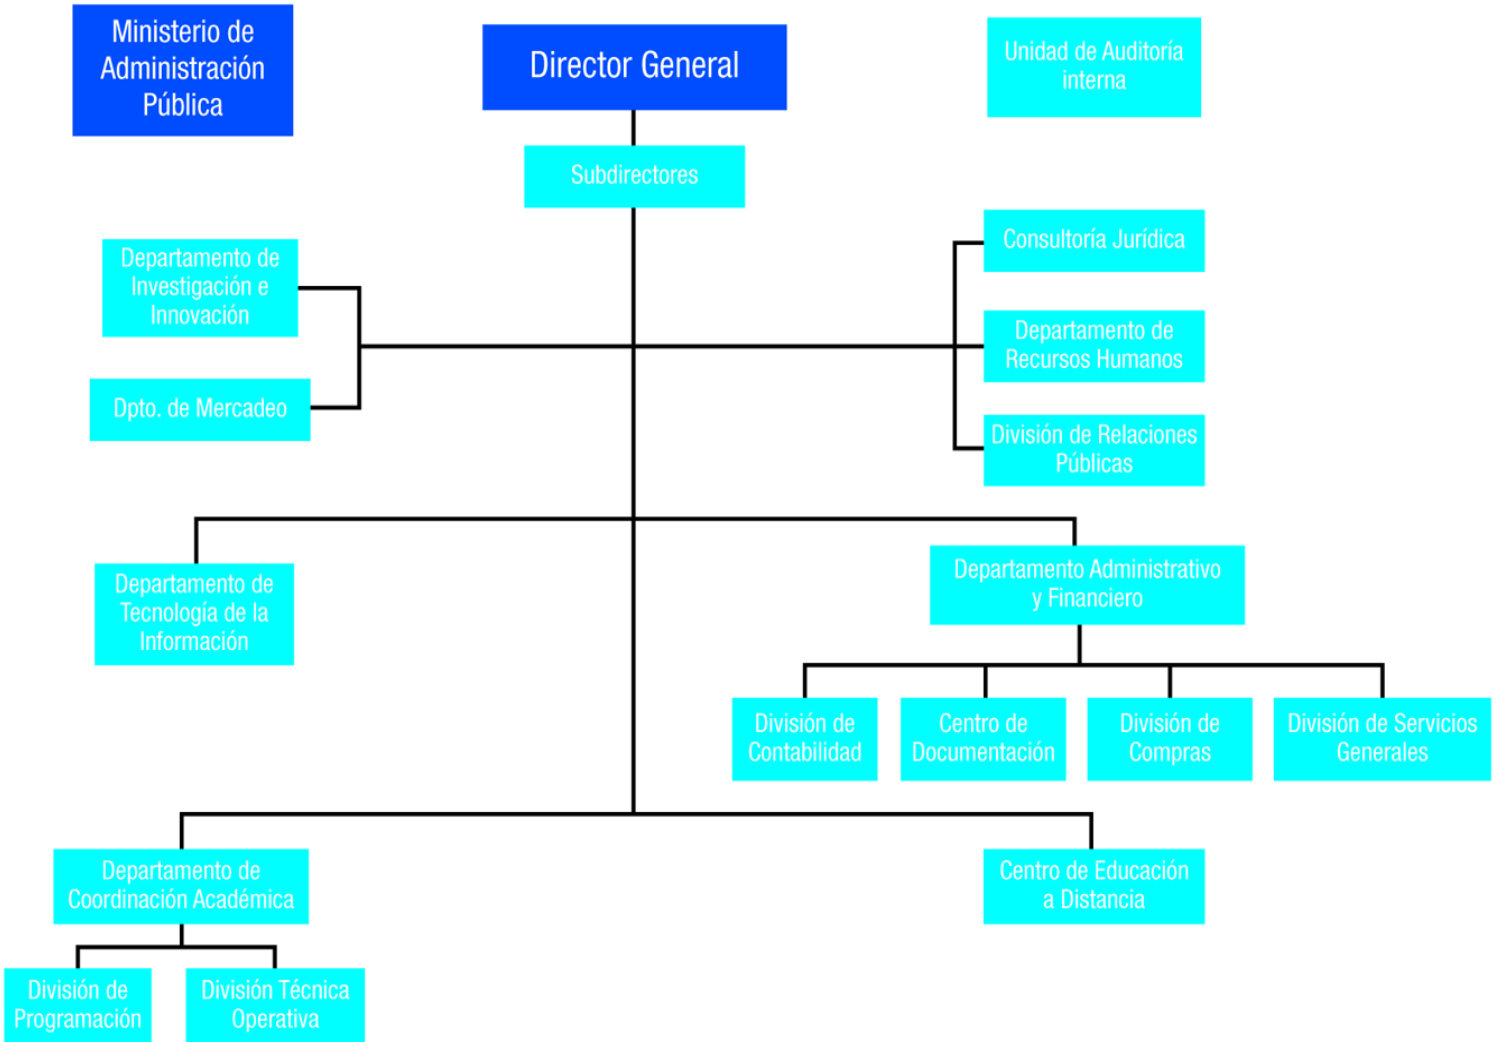 Ministerio de
Administración
Pública
Director General
Unidad de Auditoría
interna
Subdirectores
Departamento de
Investigación e
Innovación
Dpto. de Mercadeo
Consultoría Jurídica
Departamento de
Recursos Humanos
División de Relaciones
Públicas
Departamento de
Tecnología de la
Información
Departamento Administrativo
y Financiero
División de
Contabilidad
Centro de
Documentación
División de
Compras
División de Servicios
Generales
Departamento de
Coordinación Académica
Centro de Educación
a Distancia
División de
Programación
División Técnica
Operativa